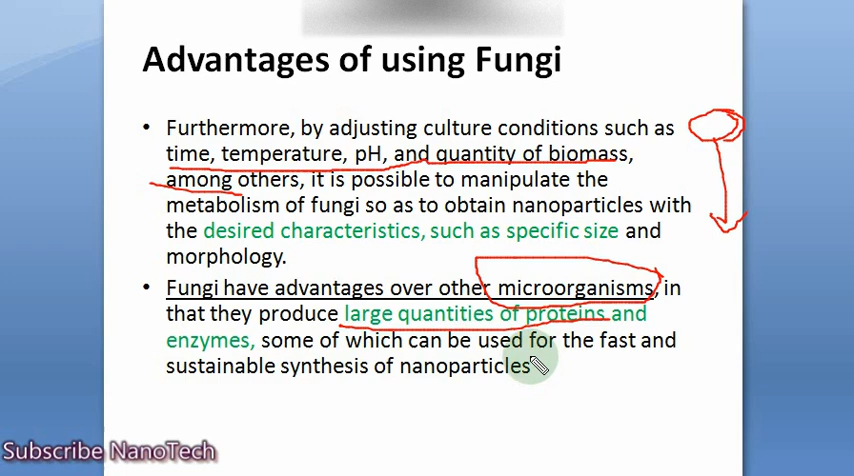 Advantages of using Fungi
• Furthermore, by adjusting culture conditions such as
time, temperature, pH, and quantity of biomass,
among others, it is possible to manipulate the
metabolism of fungi so as to obtain nanoparticles with
the desired characteristics, such as specific size and
morphology.
• Fungi have advantages over other microorganisms, in
that they produce large quantities of proteins and
enzymes, some of which can be used for the fast and
sustainable synthesis of nanoparticles
Subscribe NanoTech